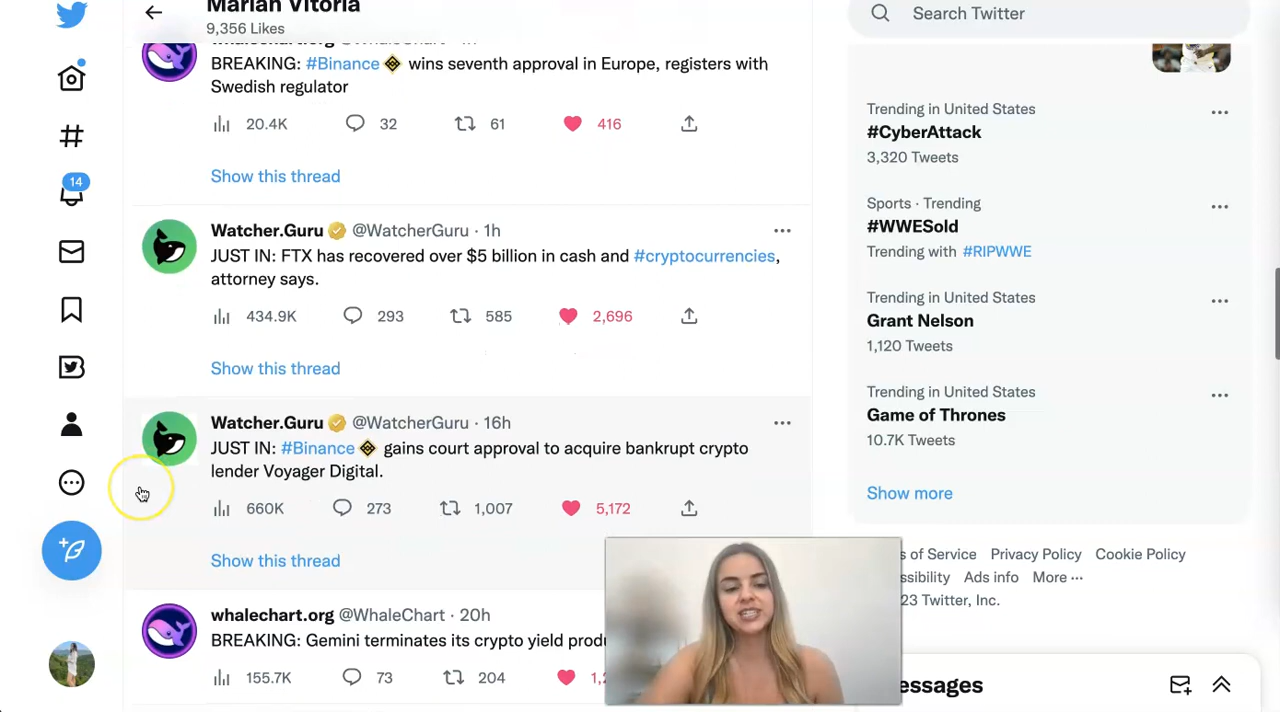 Marian Vitoria
9,356 Likes
Search Twitter
whalechart.org @WhaleChart
BREAKING: #Binance wins seventh approval in Europe, registers with
Swedish regulator
20.4K 32 61 416
Show this thread
Watcher.Guru @WatcherGuru · 1h
JUST IN: FTX has recovered over $5 billion in cash and #cryptocurrencies,
attorney says.
434.9K 293 585 2,696
Show this thread
Watcher.Guru @WatcherGuru · 16h
JUST IN: #Binance gains court approval to acquire bankrupt crypto
lender Voyager Digital.
660K 273 1,007 5,172
Show this thread
whalechart.org @WhaleChart · 20h
BREAKING: Gemini terminates its crypto yield
155.7K 73 204
14
Trending in United States
#CyberAttack
3,320 Tweets
Sports · Trending
#WWESold
Trending with #RIPWWE
Trending in United States
Grant Nelson
1,120 Tweets
Trending in United States
Game of Thrones
10.7K Tweets
Show more
of Service Privacy Policy Cookie Policy
Ads info More ···
Twitter, Inc.